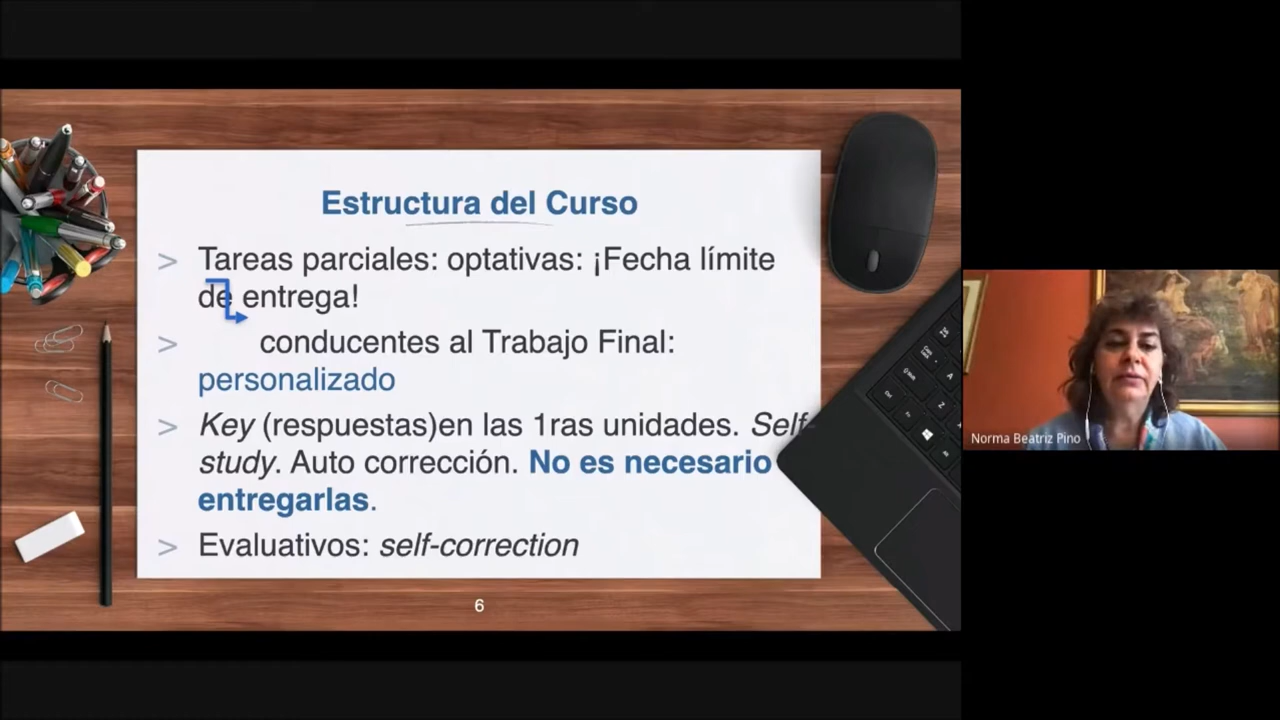 Estructura del Curso
> Tareas parciales: optativas: ¡Fecha límite
de entrega!
> conducentes al Trabajo Final:
personalizado
> Key (respuestas)en las 1ras unidades. Self-
study. Auto corrección. No es necesario
entregarlas.
> Evaluativos: self-correction
6
Norma Beatriz Pino